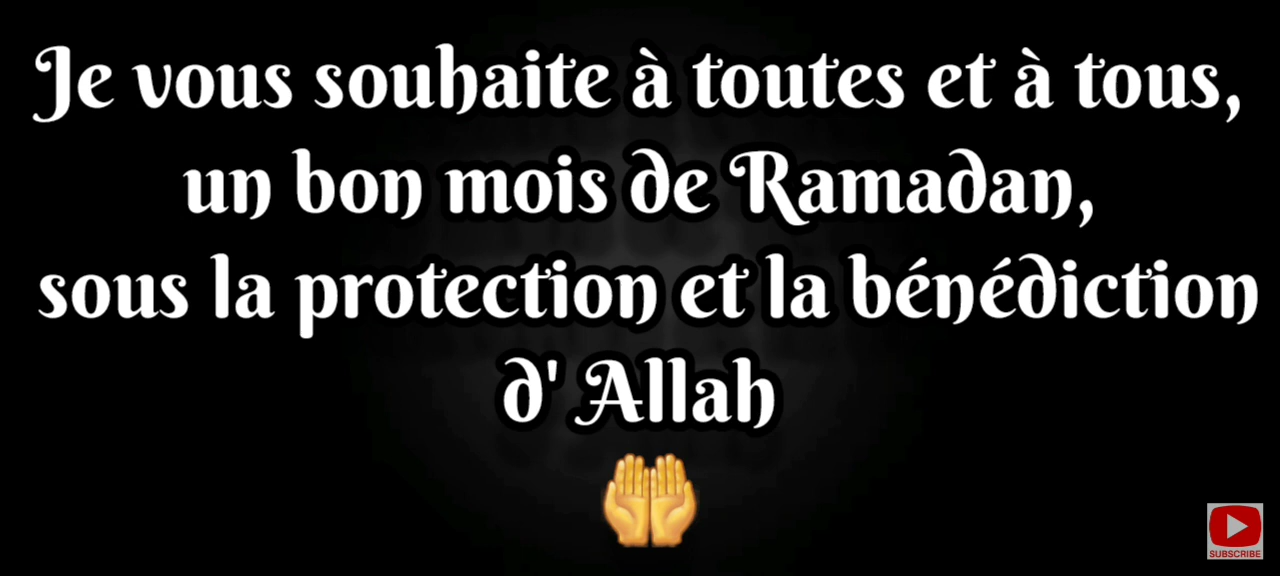 Je vous souhaite à toutes et à tous,
un bon mois de Ramadan,
sous la protection et la bénédiction
d' Allah
SUBSCRIBE